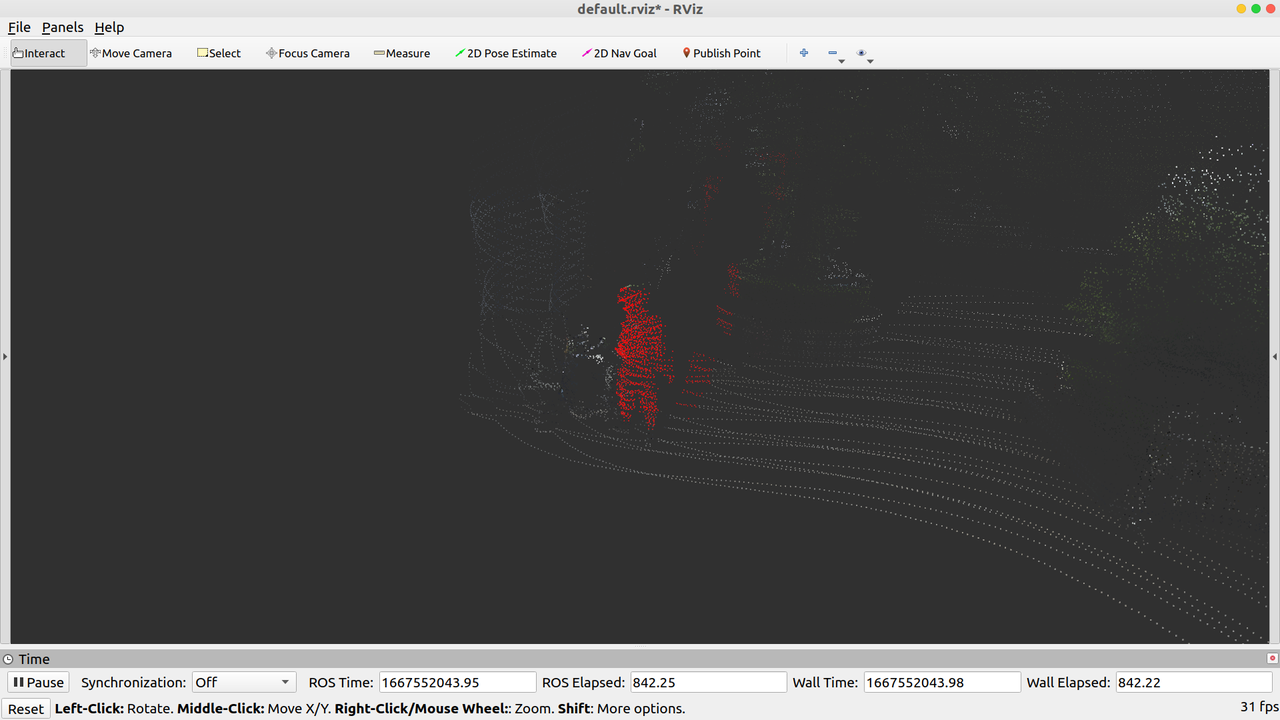 default.rviz* - RViz
File Panels Help
Interact Move Camera Select Focus Camera Measure 2D Pose Estimate 2D Nav Goal Publish Point
Time
Pause Synchronization: Off ROS Time: 1667552043.95 ROS Elapsed: 842.25 Wall Time: 1667552043.98 Wall Elapsed: 842.22
Reset Left-Click: Rotate. Middle-Click: Move X/Y. Right-Click/Mouse Wheel:: Zoom. Shift: More options. 31 fps